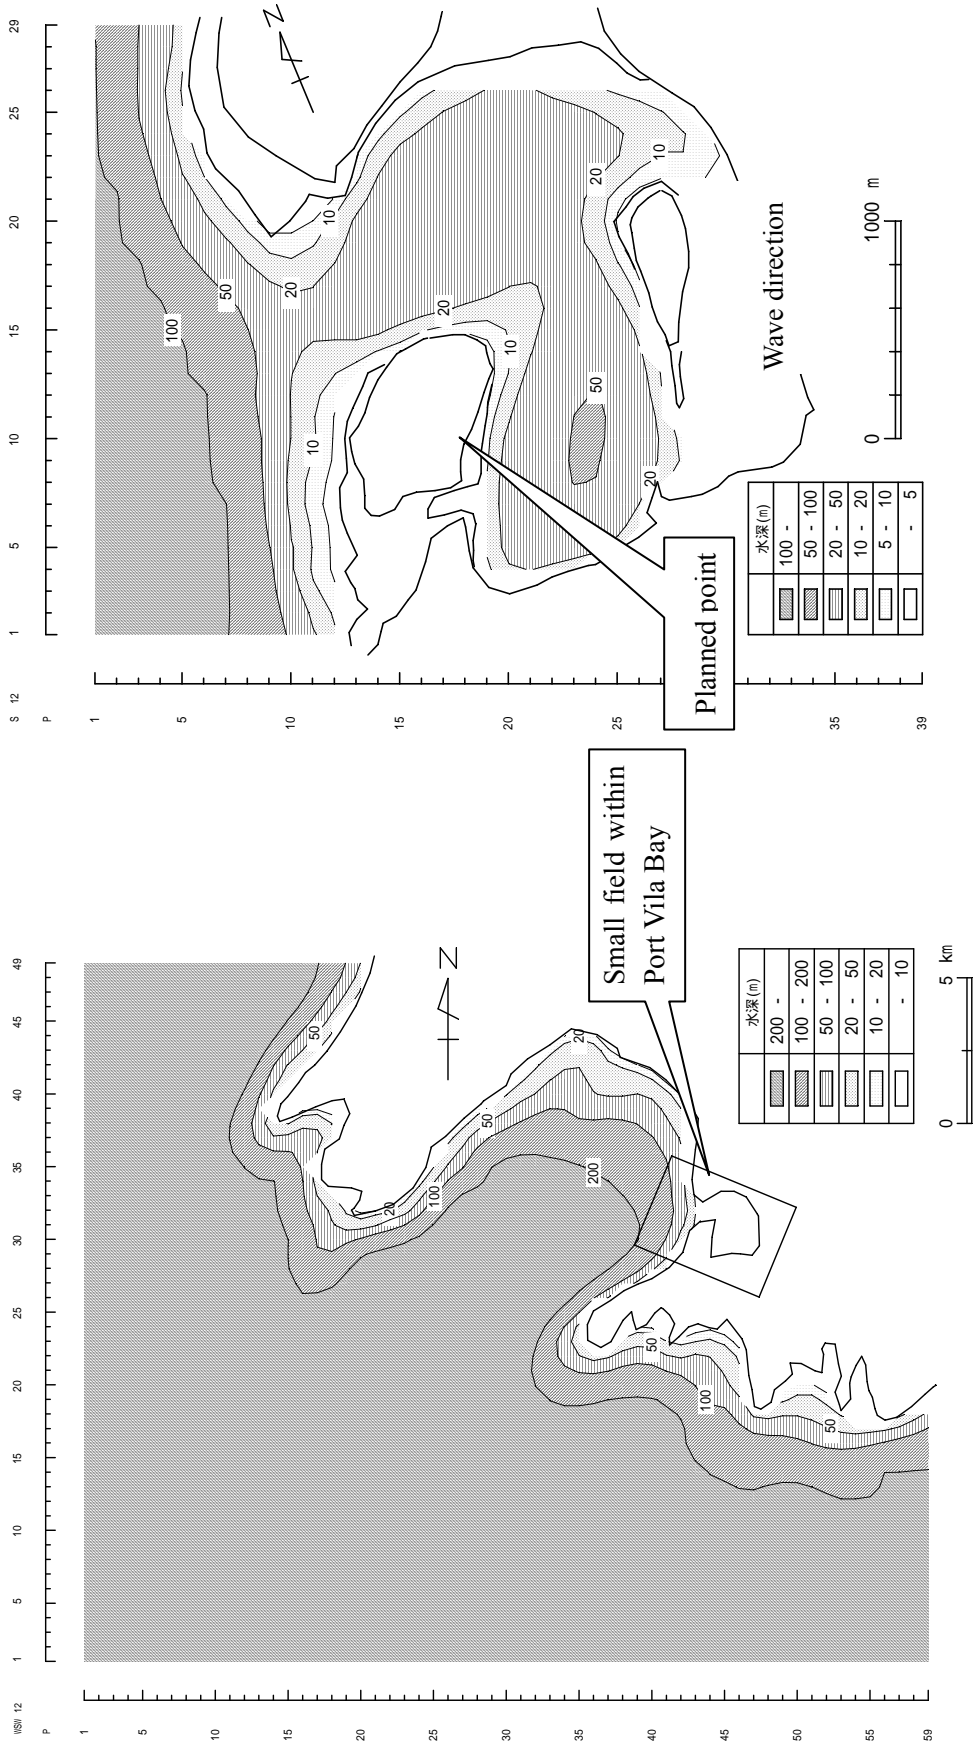 S 12
P
1
5
10
15
20
25
29
1
5
10
15
20
25
35
39
100
50
20
10
10
20
10
50
20
20
10
N
Planned point
Wave direction
水深(m)
100 -
50 - 100
20 - 50
10 - 20
5 - 10
- 5
0
1000 m
WSW 12
P
1
5
10
15
20
25
30
35
40
45
49
1
5
10
15
20
25
30
35
40
45
50
55
59
50
20
100
50
20
200
50
100
50
N
Small field within
Port Vila Bay
水深(m)
200 -
100 - 200
50 - 100
20 - 50
10 - 20
- 10
0
5 km